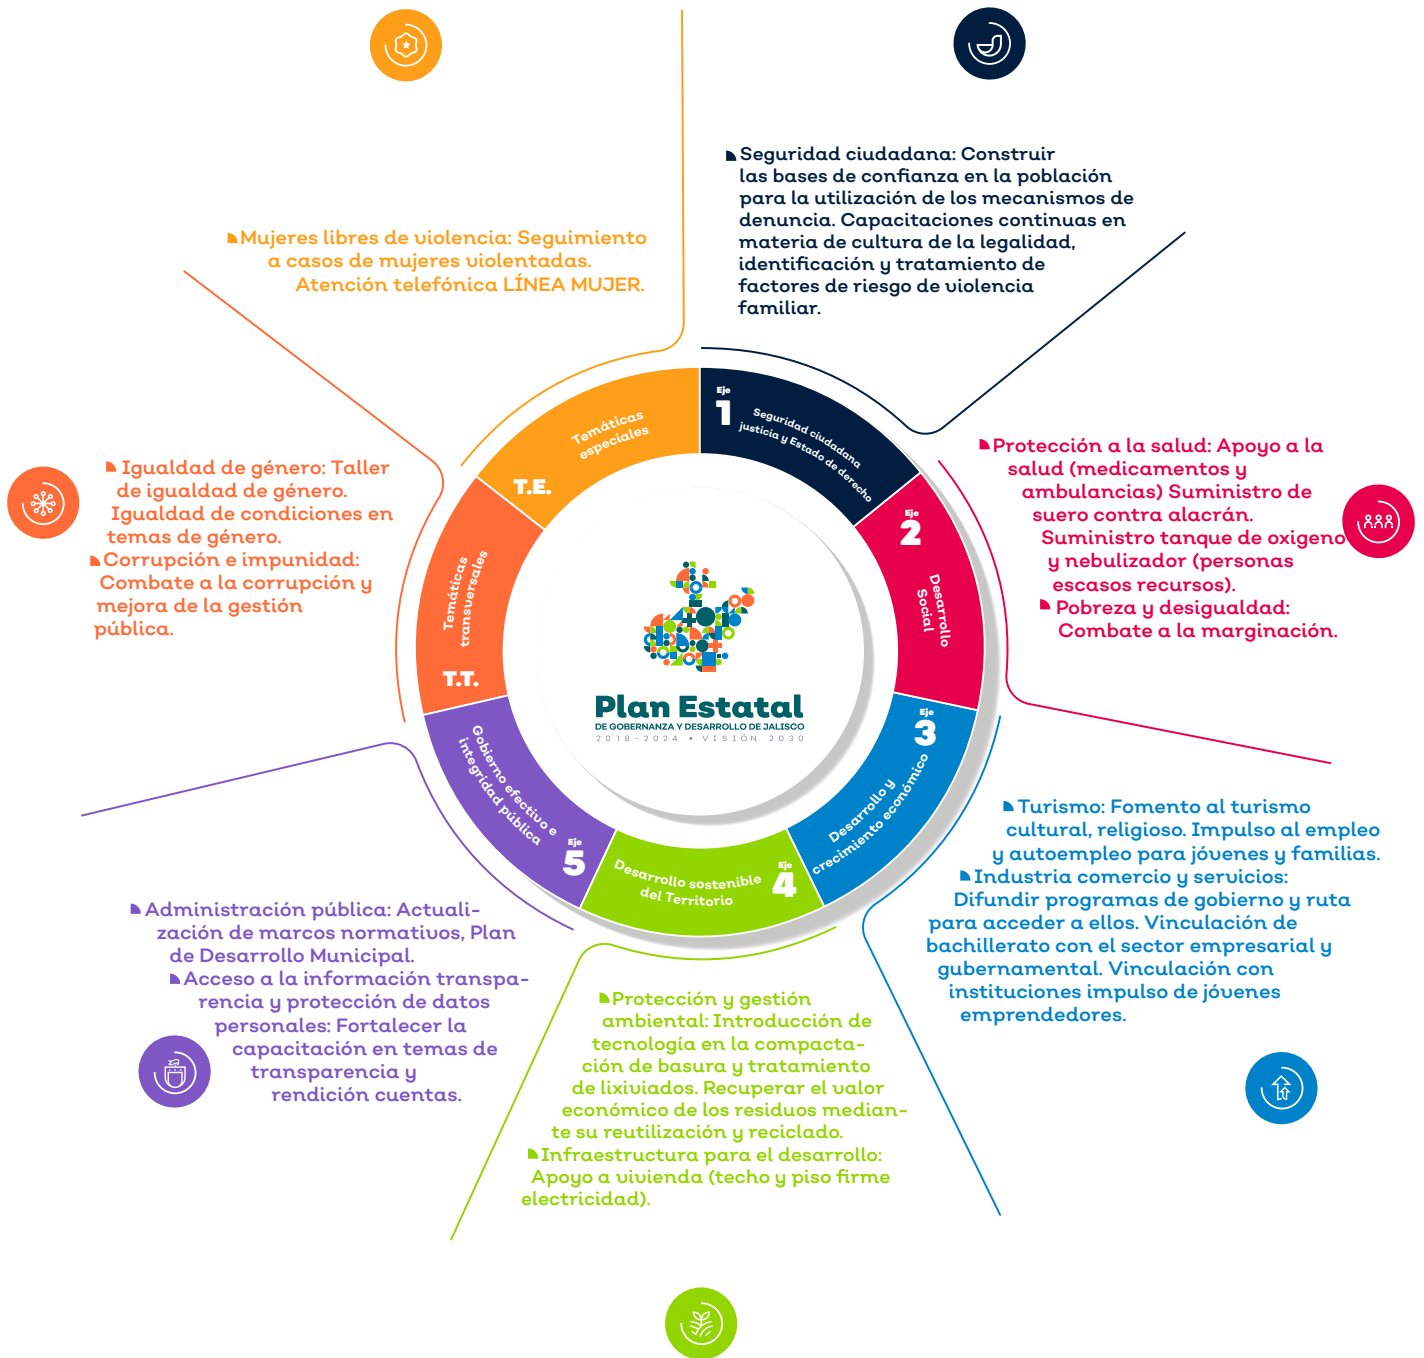 Seguridad ciudadana: Construir
las bases de confianza en la población
para la utilización de los mecanismos de
denuncia. Capacitaciones continuas en
materia de cultura de la legalidad,
identificación y tratamiento de
factores de riesgo de violencia
familiar.
Mujeres libres de violencia: Seguimiento
a casos de mujeres violentadas.
Atención telefónica LÍNEA MUJER.
Eje
1
Seguridad ciudadana
justicia y Estado de derecho
Temáticas
especiales
T.E.
Protección a la salud: Apoyo a la
salud (medicamentos y
ambulancias) Suministro de
suero contra alacrán.
Suministro tanque de oxigeno
y nebulizador (personas
escasos recursos).
Pobreza y desigualdad:
Combate a la marginación.
Igualdad de género: Taller
de igualdad de género.
Igualdad de condiciones en
temas de género.
Corrupción e impunidad:
Combate a la corrupción y
mejora de la gestión
pública.
Eje
2
Desarrollo
Social
Temáticas
transversales
T.T.
Plan Estatal
DE GOBERNANZA Y DESARROLLO DE JALISCO
2018-2024 • VISIÓN 2030
Eje
3
Desarrollo y
crecimiento económico
Gobierno efectivo e
integridad pública
Eje
5
Desarrollo sostenible
del Territorio
Eje
4
Turismo: Fomento al turismo
cultural, religioso. Impulso al empleo
y autoempleo para jóvenes y familias.
Industria comercio y servicios:
Difundir programas de gobierno y ruta
para acceder a ellos. Vinculación de
bachillerato con el sector empresarial y
gubernamental. Vinculación con
instituciones impulso de jóvenes
emprendedores.
Administración pública: Actuali-
zación de marcos normativos, Plan
de Desarrollo Municipal.
Acceso a la información transpa-
rencia y protección de datos
personales: Fortalecer la
capacitación en temas de
transparencia y
rendición cuentas.
Protección y gestión
ambiental: Introducción de
tecnología en la compacta-
ción de basura y tratamiento
de lixiviados. Recuperar el valor
económico de los residuos median-
te su reutilización y reciclado.
Infraestructura para el desarrollo:
Apoyo a vivienda (techo y piso firme
electricidad).